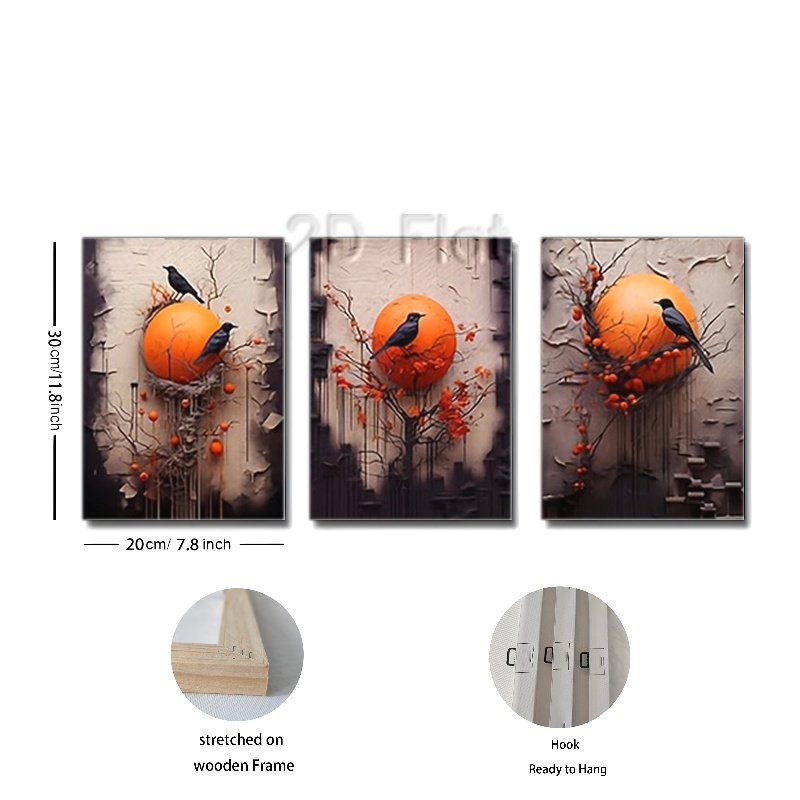 2D Flat
30cm/11.8inch
20cm/ 7.8 inch
stretched on
wooden Frame
Hook
Ready to Hang